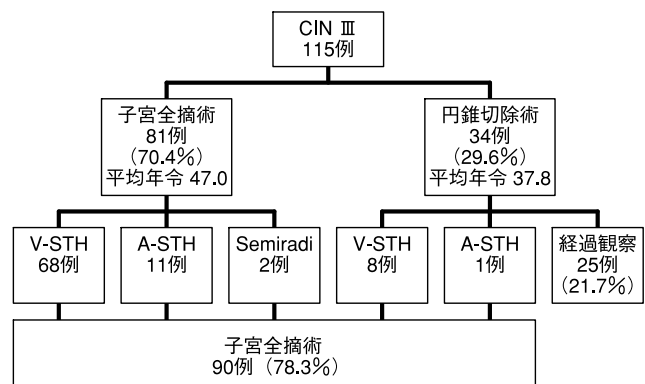 CIN Ⅲ
115例
子宮全摘術
81例
(70.4%)
平均年令 47.0
円錐切除術
34例
(29.6%)
平均年令 37.8
V-STH
68例
A-STH
11例
Semiradi
2例
V-STH
8例
A-STH
1例
経過観察
25例
(21.7%)
子宮全摘術
90例 (78.3%)